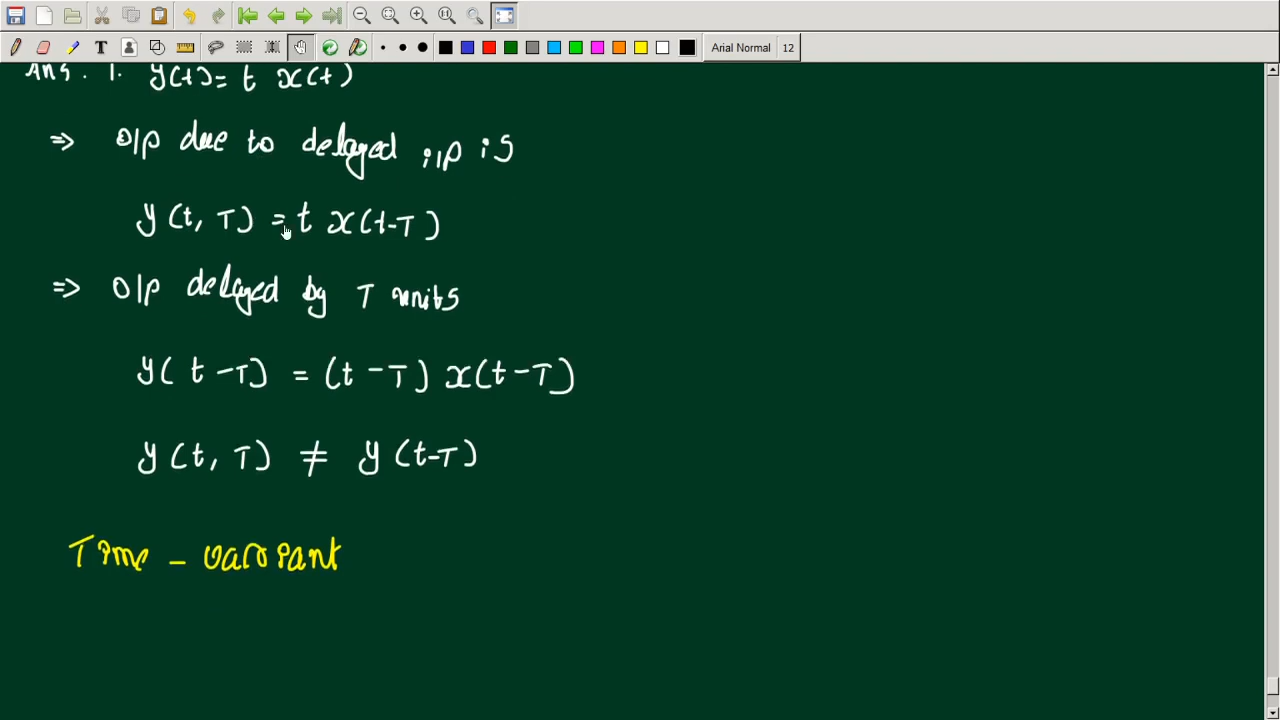 Arial Normal 12
Ans. 1. y(t)= t x(t)
⇒ O/P due to delayed i/p is
y(t, T) = t x(t-T)
⇒ O/P delayed by T units
y( t -T) = (t -T) x(t-T)
y(t, T) ≠ y(t-T)
Time - variant